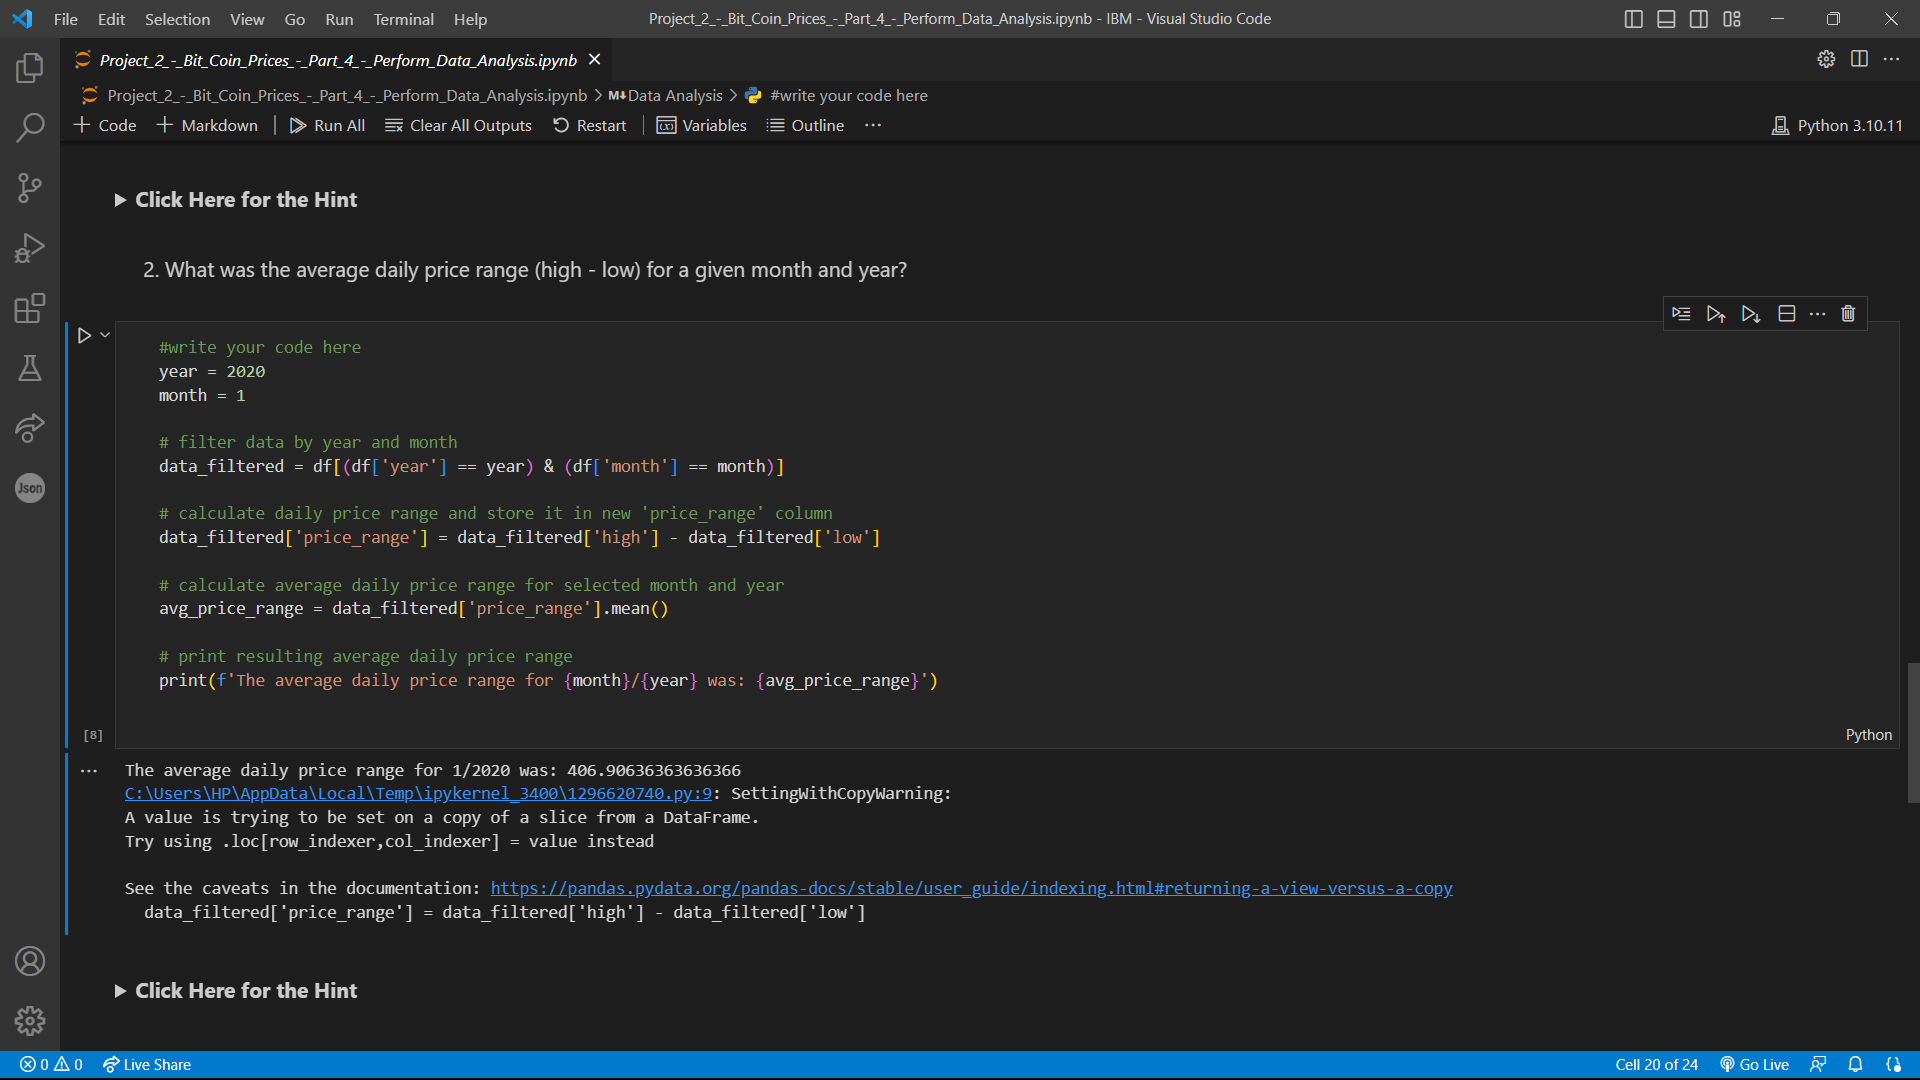 File Edit Selection View Go Run Terminal Help Project_2_-_Bit_Coin_Prices_-_Part_4_-_Perform_Data_Analysis.ipynb - IBM - Visual Studio Code
Project_2_-_Bit_Coin_Prices_-_Part_4_-_Perform_Data_Analysis.ipynb
Project_2_-_Bit_Coin_Prices_-_Part_4_-_Perform_Data_Analysis.ipynb > M↓Data Analysis > #write your code here
+ Code + Markdown | Run All Clear All Outputs Restart | Variables Outline ··· Python 3.10.11
Click Here for the Hint
2. What was the average daily price range (high - low) for a given month and year?
#write your code here
year = 2020
month = 1
# filter data by year and month
data_filtered = df[(df['year'] == year) & (df['month'] == month)]
# calculate daily price range and store it in new 'price_range' column
data_filtered['price_range'] = data_filtered['high'] - data_filtered['low']
# calculate average daily price range for selected month and year
avg_price_range = data_filtered['price_range'].mean()
# print resulting average daily price range
print(f'The average daily price range for {month}/{year} was: {avg_price_range}')
[8]
Python
Json
The average daily price range for 1/2020 was: 406.90636363636366
C:\Users\HP\AppData\Local\Temp\ipykernel_3400\1296620740.py:9: SettingWithCopyWarning:
A value is trying to be set on a copy of a slice from a DataFrame.
Try using .loc[row_indexer,col_indexer] = value instead
See the caveats in the documentation: https://pandas.pydata.org/pandas-docs/stable/user_guide/indexing.html#returning-a-view-versus-a-copy
data_filtered['price_range'] = data_filtered['high'] - data_filtered['low']
Click Here for the Hint
0 0 Live Share Cell 20 of 24 Go Live